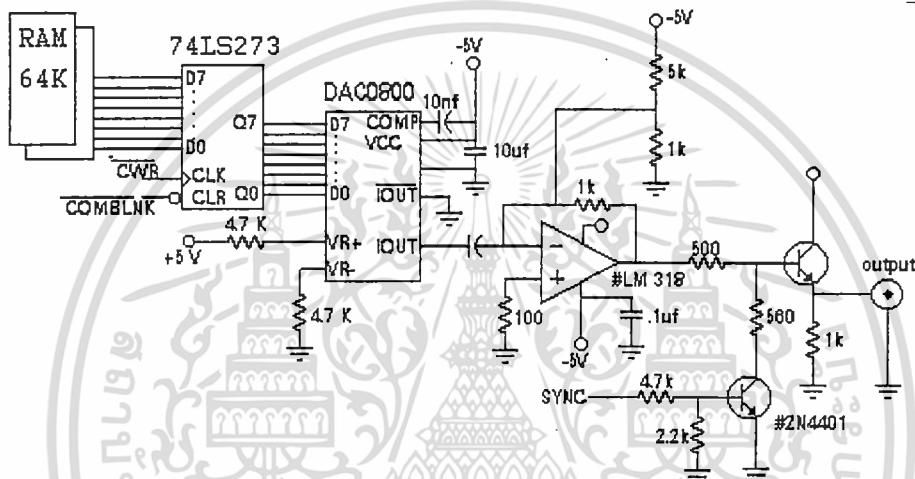 RAM
64K
74LS273
D7
D0
Q7
Q0
CWR
CLK
COMBLNK
CLR
DAC0800
D7
D0
COMP
VCC
IOUT
IOUT
VR+
VR-
10nf
-5V
10uf
+5V
4.7 K
4.7 K
-5V
5k
1k
1k
-
+
#LM 318
100
-5V
.1uf
500
560
output
1k
SYNC
4.7k
2.2k
#2N4401